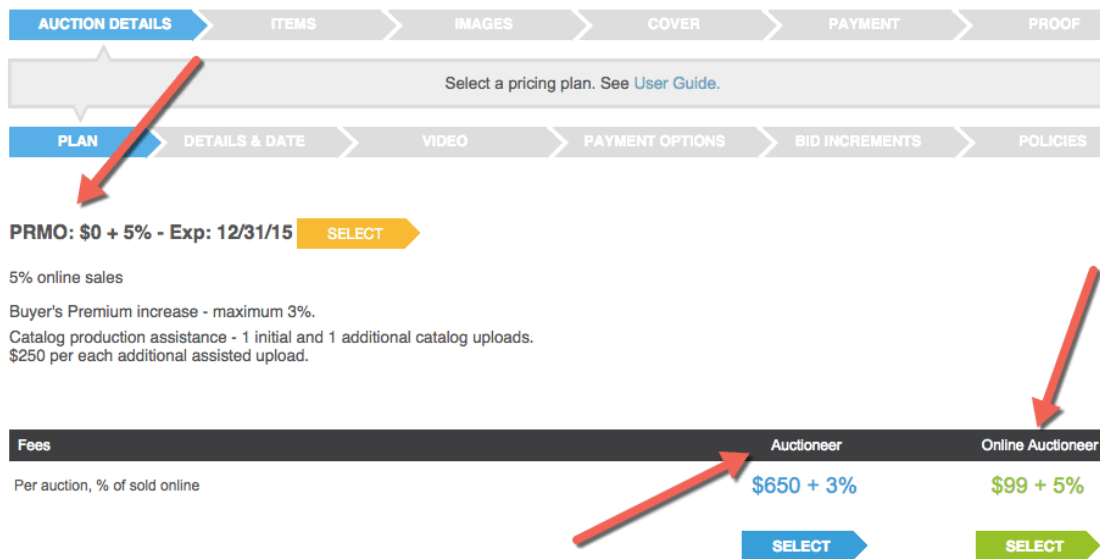 AUCTION DETAILS ITEMS IMAGES COVER PAYMENT PROOF
Select a pricing plan. See User Guide.
PLAN DETAILS & DATE VIDEO PAYMENT OPTIONS BID INCREMENTS POLICIES
PRMO: $0 + 5% - Exp: 12/31/15 SELECT
5% online sales
Buyer's Premium increase - maximum 3%.
Catalog production assistance - 1 initial and 1 additional catalog uploads.
$250 per each additional assisted upload.
Fees Auctioneer Online Auctioneer
Per auction, % of sold online $650 + 3% $99 + 5%
SELECT SELECT